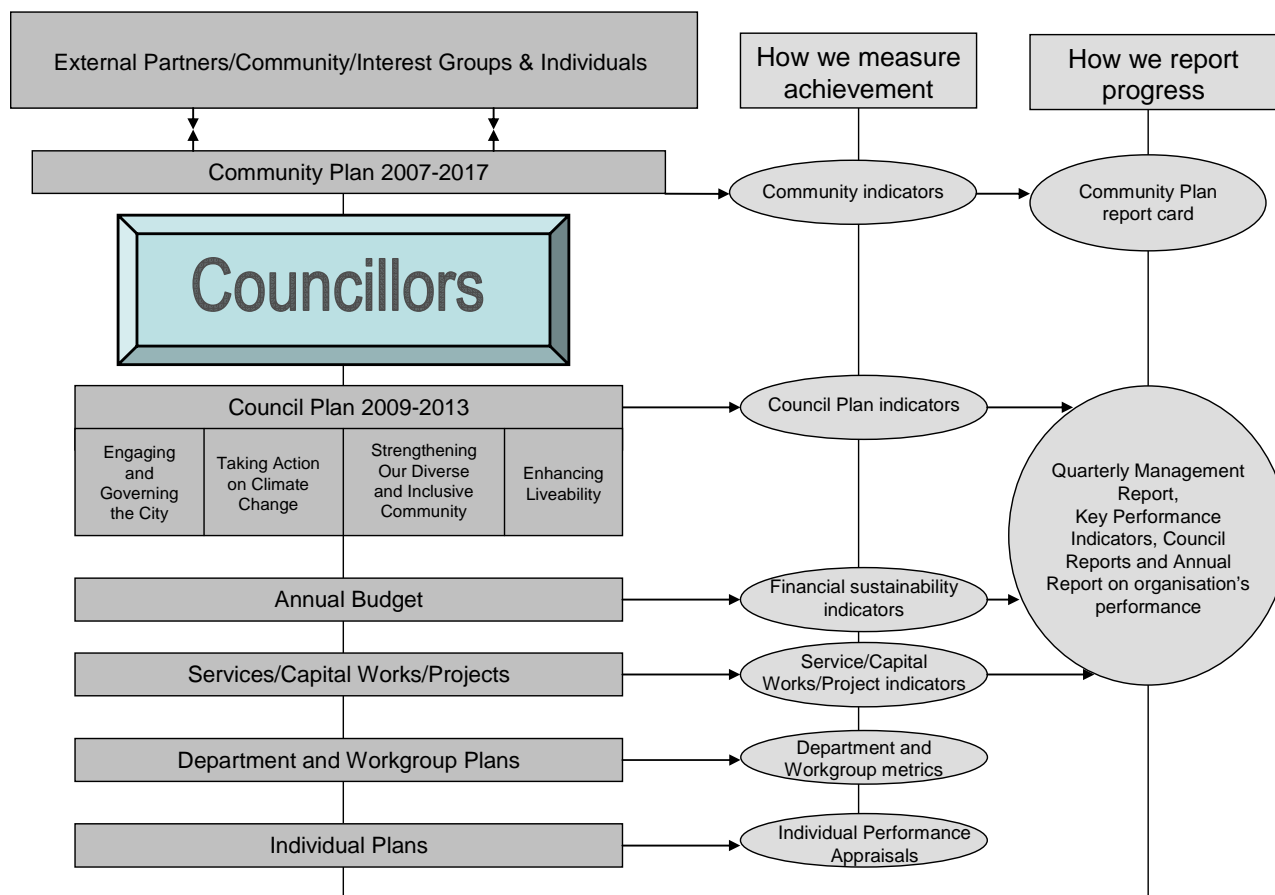 External Partners/Community/Interest Groups & Individuals
How we measure
achievement
How we report
progress
Community Plan 2007-2017
Community indicators
Community Plan
report card
Councillors
Council Plan 2009-2013
Council Plan indicators
Engaging
and
Governing
the City
Taking Action
on Climate
Change
Strengthening
Our Diverse
and Inclusive
Community
Enhancing
Liveability
Quarterly Management
Report,
Key Performance
Indicators, Council
Reports and Annual
Report on organisation's
performance
Annual Budget
Financial sustainability
indicators
Services/Capital Works/Projects
Service/Capital
Works/Project indicators
Department and Workgroup Plans
Department and
Workgroup metrics
Individual Plans
Individual Performance
Appraisals